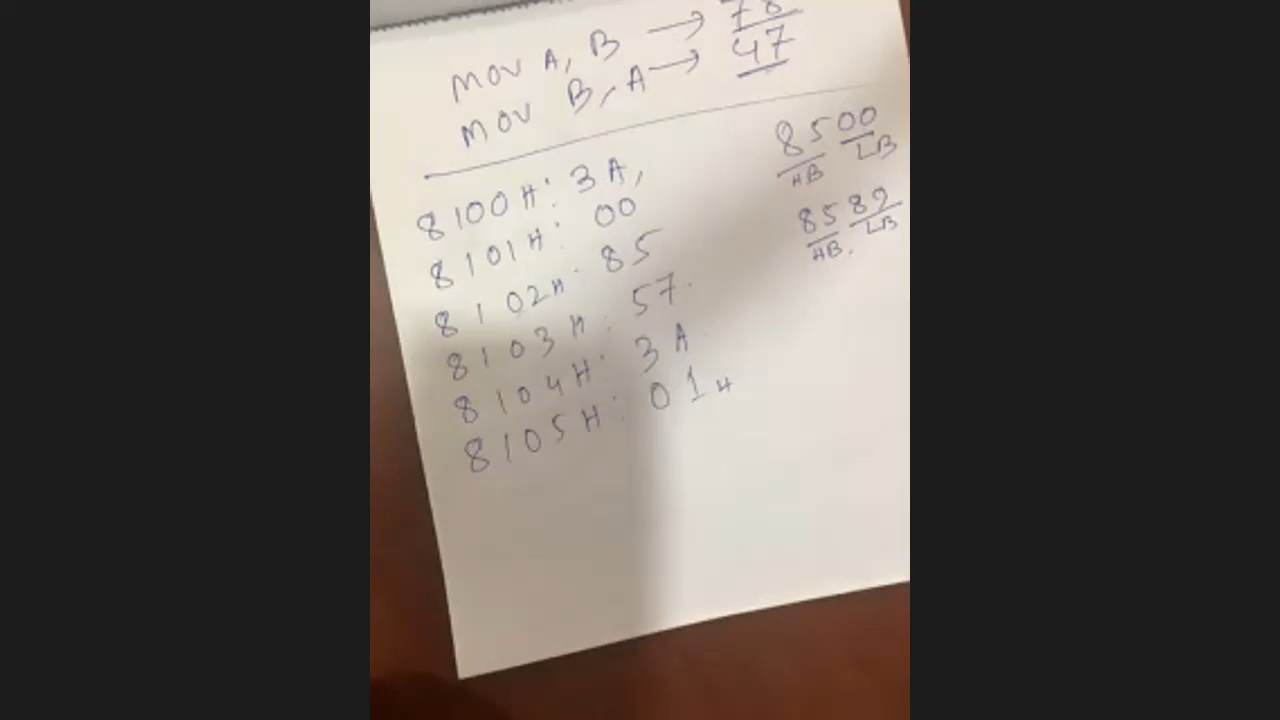 MOV A, B → 78
MOV B, A → 47
8100H: 3A,
8101H: 00
8102H: 85
8103H: 57.
8104H: 3A
8105H: 01H
8500
HB LB
8589
HB. LB